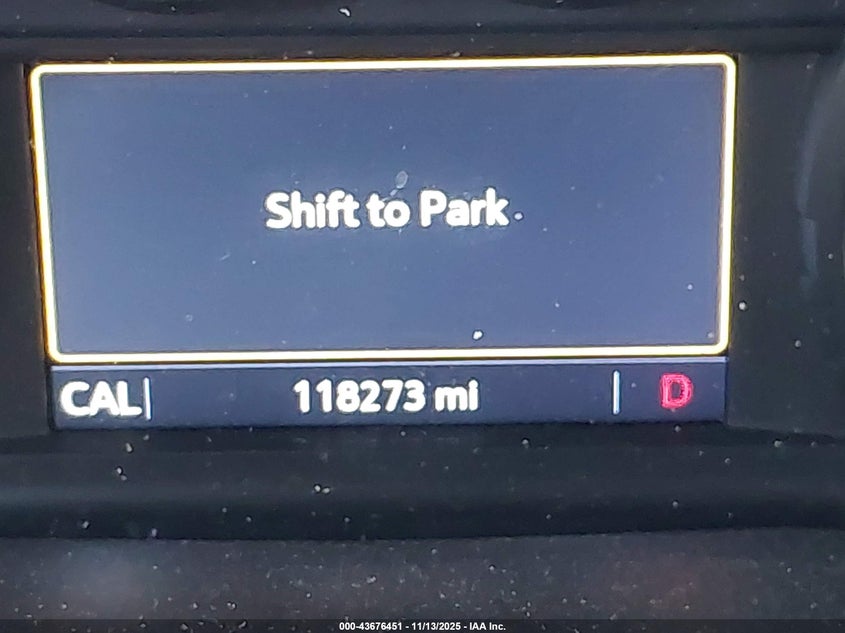 Shift to Park
CAL| 118273 mi | D
000-43676451 - 11/13/2025 - IAA Inc.